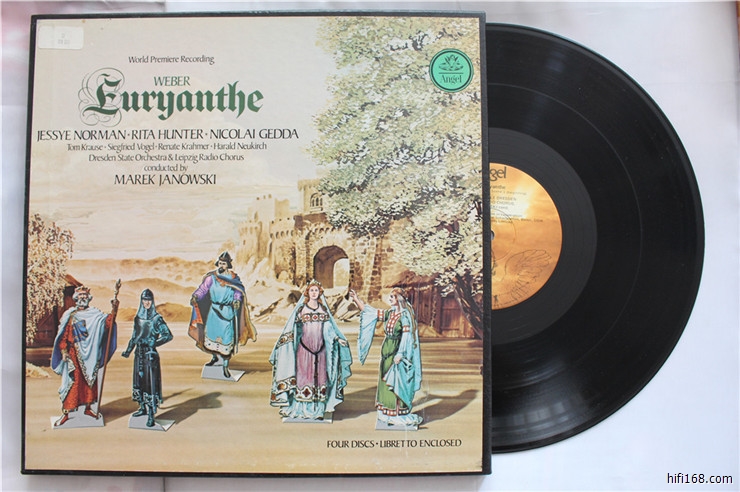 World Premiere Recording
WEBER
Euryanthe
JESSYE NORMAN • RITA HUNTER • NICOLAI GEDDA
Tom Krause • Siegfried Vogel • Renate Krahmer • Harald Neukirch
Dresden State Orchestra & Leipzig Radio Chorus
conducted by
MAREK JANOWSKI
Angel
FOUR DISCS • LIBRETTO ENCLOSED
hifi168.com